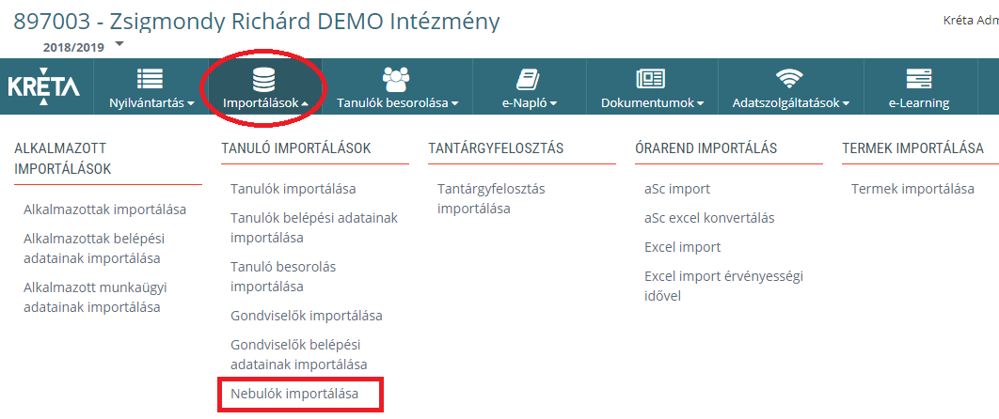 897003 - Zsigmondy Richárd DEMO Intézmény
Kréta Adm
2018/2019
KRÉTA
Nyilvántartás
Importálások
Tanulók besorolása
e-Napló
Dokumentumok
Adatszolgáltatások
e-Learning
ALKALMAZOTT
IMPORTÁLÁSOK
Alkalmazottak importálása
Alkalmazottak belépési
adatainak importálása
Alkalmazott munkaügyi
adatainak importálása
TANULÓ IMPORTÁLÁSOK
Tanulók importálása
Tanulók belépési adatainak
importálása
Tanuló besorolás
importálása
Gondviselők importálása
Gondviselők belépési
adatainak importálása
Nebulók importálása
TANTÁRGYFELOSZTÁS
Tantárgyfelosztás
importálása
ÓRAREND IMPORTÁLÁS
aSc import
aSc excel konvertálás
Excel import
Excel import érvényességi
idővel
TERMEK IMPORTÁLÁSA
Termek importálása